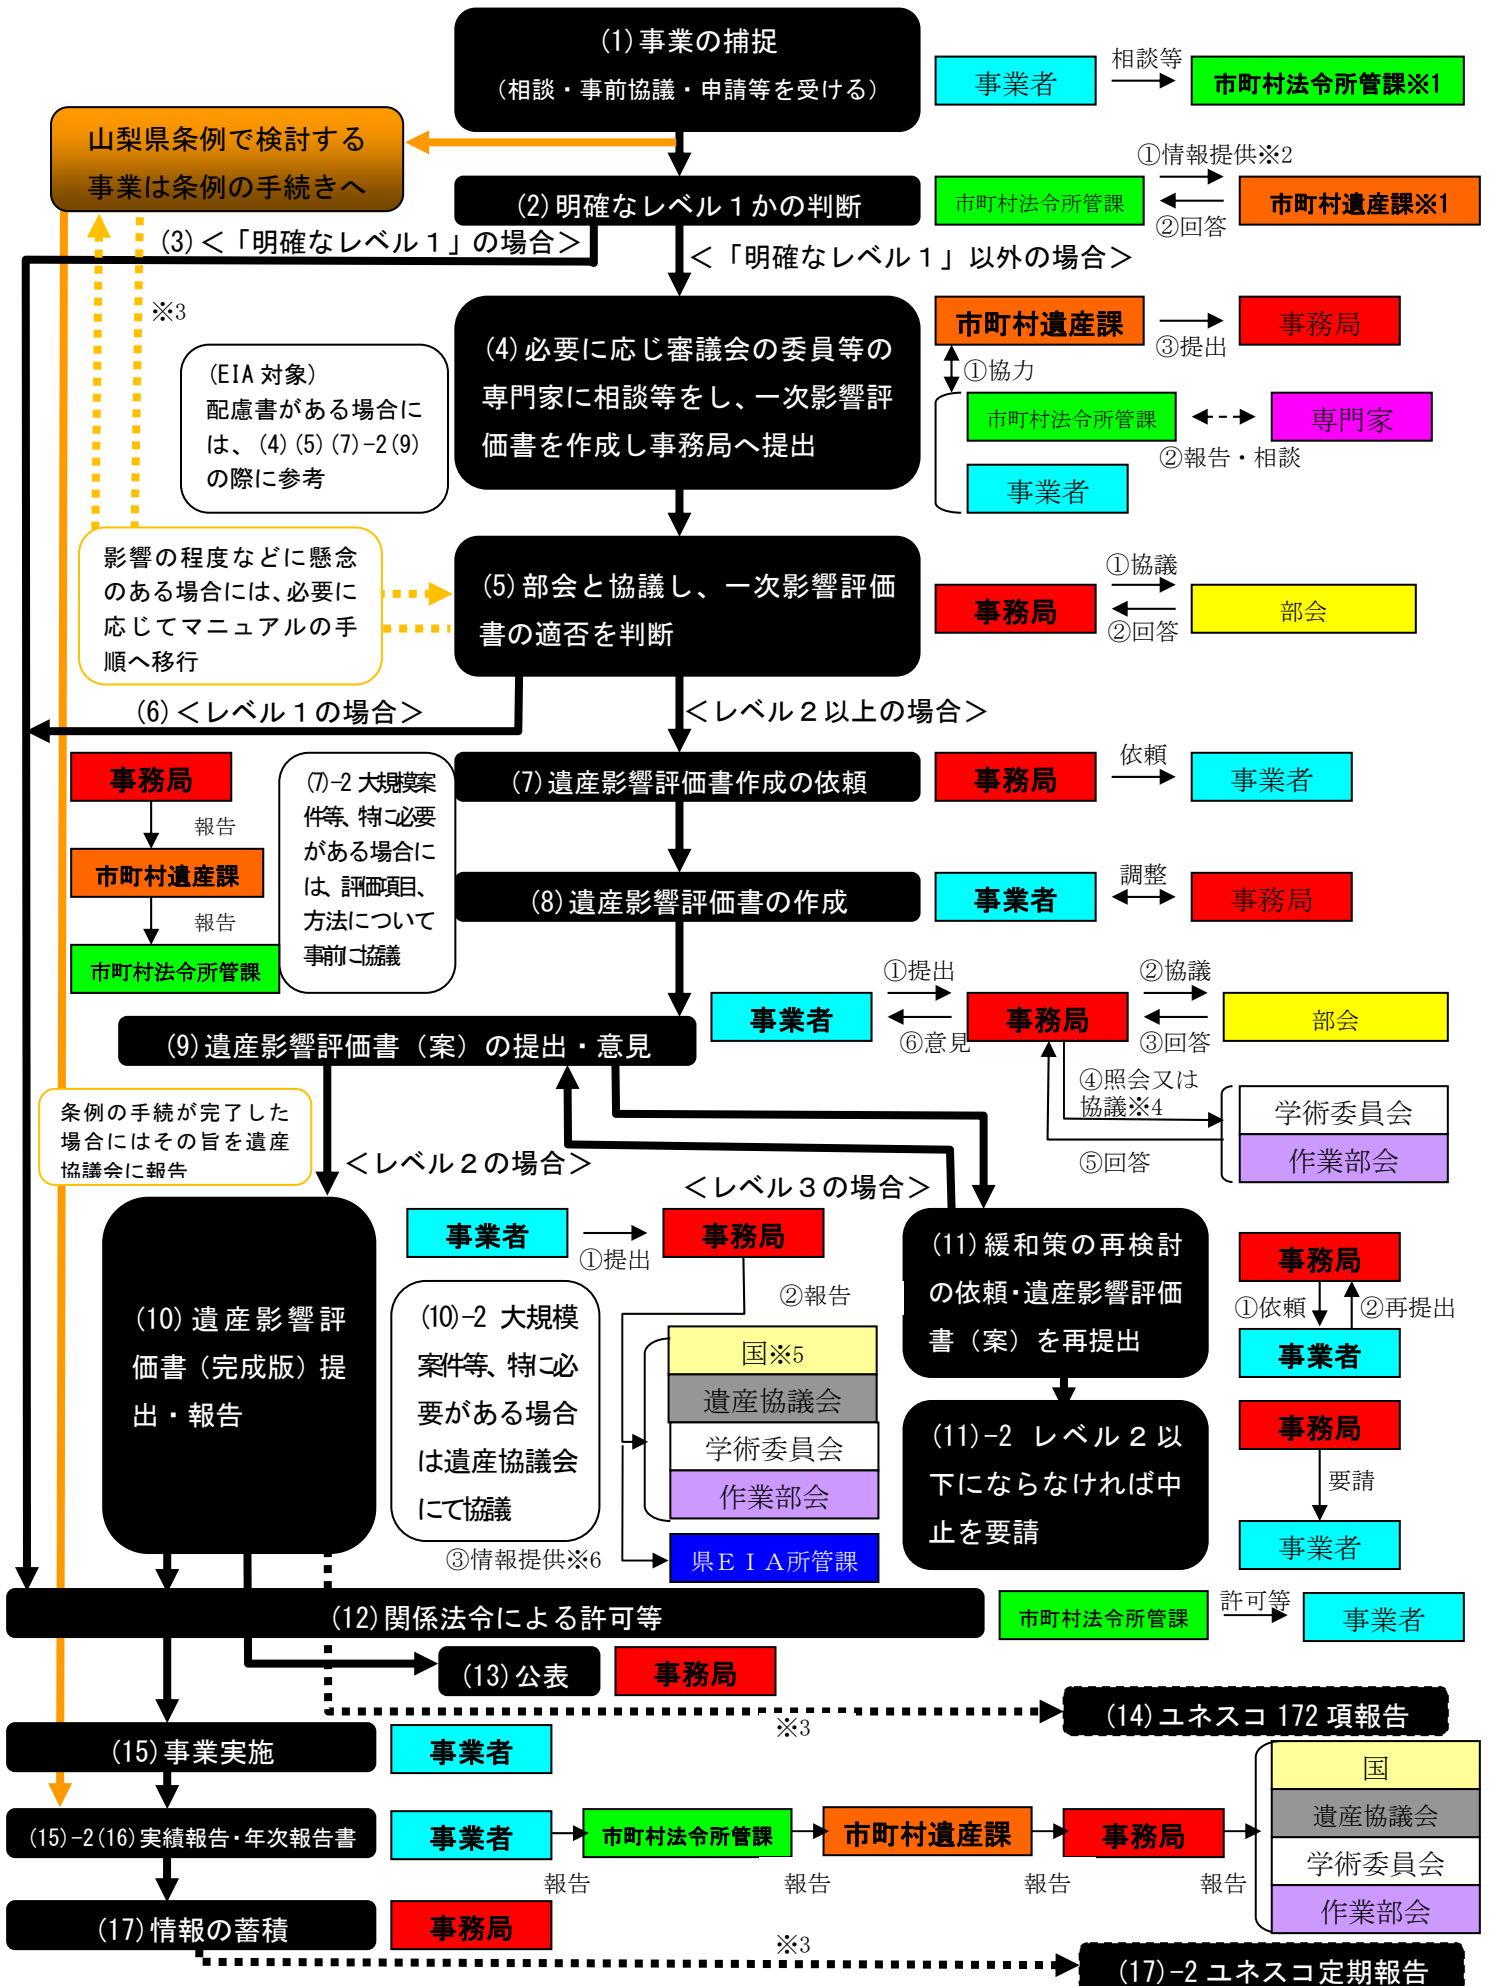 (1)事業の捕捉
(相談・事前協議・申請等を受ける)
事業者
相談等
市町村法令所管課※1
山梨県条例で検討する
事業は条例の手続きへ
(2)明確なレベル1かの判断
市町村法令所管課
①情報提供※2
②回答
市町村遺産課※1
(3)<「明確なレベル1」の場合>
<「明確なレベル1」以外の場合>
※3
(EIA対象)
配慮書がある場合に
は、(4)(5)(7)-2(9)
の際に参考
(4)必要に応じ審議会の委員等の
専門家に相談等をし、一次影響評
価書を作成し事務局へ提出
市町村遺産課
③提出
事務局
①協力
市町村法令所管課
専門家
②報告・相談
事業者
影響の程度などに懸念
のある場合には、必要に
応じてマニュアルの手
順へ移行
(5)部会と協議し、一次影響評価
書の適否を判断
事務局
①協議
②回答
部会
(6)<レベル1の場合>
<レベル2以上の場合>
事務局
報告
市町村遺産課
報告
市町村法令所管課
(7)-2 大規模案
件等、特に必要
がある場合に
は、評価項目、
方法について
事前に協議
(7)遺産影響評価書作成の依頼
事務局
依頼
事業者
(8)遺産影響評価書の作成
事業者
調整
事務局
(9)遺産影響評価書(案)の提出・意見
事業者
①提出
⑥意見
事務局
②協議
③回答
部会
④照会又は
協議※4
⑤回答
学術委員会
作業部会
条例の手続が完了した
場合にはその旨を遺産
協議会に報告
<レベル2の場合>
<レベル3の場合>
(10)遺産影響評
価書(完成版)提
出・報告
事業者
①提出
事務局
②報告
(10)-2 大規模
案件等、特に必
要がある場合
は遺産協議会
にて協議
国※5
遺産協議会
学術委員会
作業部会
③情報提供※6
県EIA所管課
(11)緩和策の再検討
の依頼・遺産影響評価
書(案)を再提出
事務局
①依頼
②再提出
事業者
(11)-2 レベル2以
下にならなければ中
止を要請
事務局
要請
事業者
(12)関係法令による許可等
市町村法令所管課
許可等
事業者
(13)公表
事務局
※3
(14)ユネスコ172項報告
(15)事業実施
事業者
(15)-2(16)実績報告・年次報告書
事業者
報告
市町村法令所管課
報告
市町村遺産課
報告
事務局
報告
国
遺産協議会
学術委員会
作業部会
(17)情報の蓄積
事務局
※3
(17)-2ユネスコ定期報告